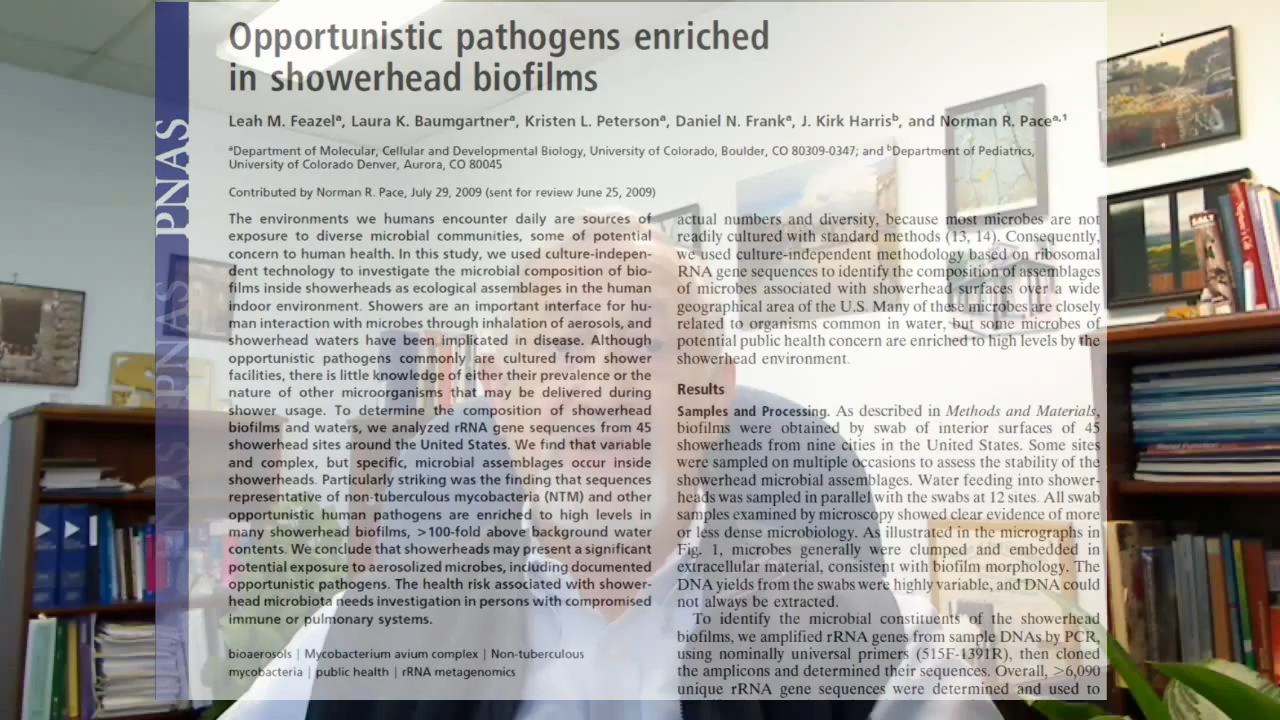 Opportunistic pathogens enriched
in showerhead biofilms
Leah M. Feazelᵃ, Laura K. Baumgartnerᵃ, Kristen L. Petersonᵃ, Daniel N. Frankᵃ, J. Kirk Harrisᵇ, and Norman R. Paceᵃ,¹
ᵃDepartment of Molecular, Cellular and Developmental Biology, University of Colorado, Boulder, CO 80309-0347; and ᵇDepartment of Pediatrics,
University of Colorado Denver, Aurora, CO 80045
Contributed by Norman R. Pace, July 29, 2009 (sent for review June 25, 2009)
The environments we humans encounter daily are sources of
exposure to diverse microbial communities, some of potential
concern to human health. In this study, we used culture-indepen-
dent technology to investigate the microbial composition of bio-
films inside showerheads as ecological assemblages in the human
indoor environment. Showers are an important interface for hu-
man interaction with microbes through inhalation of aerosols, and
showerhead waters have been implicated in disease. Although
opportunistic pathogens commonly are cultured from shower
facilities, there is little knowledge of either their prevalence or the
nature of other microorganisms that may be delivered during
shower usage. To determine the composition of showerhead
biofilms and waters, we analyzed rRNA gene sequences from 45
showerhead sites around the United States. We find that variable
and complex, but specific, microbial assemblages occur inside
showerheads. Particularly striking was the finding that sequences
representative of non-tuberculous mycobacteria (NTM) and other
opportunistic human pathogens are enriched to high levels in
many showerhead biofilms, >100-fold above background water
contents. We conclude that showerheads may present a significant
potential exposure to aerosolized microbes, including documented
opportunistic pathogens. The health risk associated with shower-
head microbiota needs investigation in persons with compromised
immune or pulmonary systems.
bioaerosols | Mycobacterium avium complex | Non-tuberculous
mycobacteria | public health | rRNA metagenomics
actual numbers and diversity, because most microbes are not
readily cultured with standard methods (13, 14). Consequently,
we used culture-independent methodology based on ribosomal
RNA gene sequences to identify the composition of assemblages
of microbes associated with showerhead surfaces over a wide
geographical area of the U.S. Many of these microbes are closely
related to organisms common in water, but some microbes of
potential public health concern are enriched to high levels by the
showerhead environment.
Results
Samples and Processing. As described in Methods and Materials,
biofilms were obtained by swab of interior surfaces of 45
showerheads from nine cities in the United States. Some sites
were sampled on multiple occasions to assess the stability of the
showerhead microbial assemblages. Water feeding into shower-
heads was sampled in parallel with the swabs at 12 sites. All swab
samples examined by microscopy showed clear evidence of more
or less dense microbiology. As illustrated in the micrographs in
Fig. 1, microbes generally were clumped and embedded in
extracellular material, consistent with biofilm morphology. The
DNA yields from the swabs were highly variable, and DNA could
not always be extracted.
To identify the microbial constituents of the showerhead
biofilms, we amplified rRNA genes from sample DNAs by PCR,
using nominally universal primers (515F-1391R), then cloned
the amplicons and determined their sequences. Overall, >6,090
unique rRNA gene sequences were determined and used to
PNAS
PNAS
PNAS
PNAS